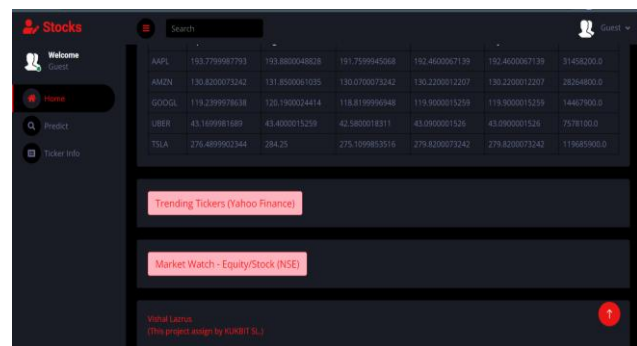 Stocks
Search
Guest
Welcome
Guest
AAPL 193.7799987793 193.8800048828 191.7599945068 192.4600067139 192.4600067139 31458200.0
AMZN 130.8200073242 131.8500061035 130.0700073242 130.2200012207 130.2200012207 28264800.0
GOOGL 119.2399978638 120.1900024414 118.8199996948 119.9000015259 119.9000015259 14467900.0
UBER 43.1699981689 43.4000015259 42.5800018311 43.0900001526 43.0900001526 7578100.0
TSLA 276.4899902344 284.25 275.1099853516 279.8200073242 279.8200073242 119685900.0
Home
Predict
Ticker Info
Trending Tickers (Yahoo Finance)
Market Watch - Equity/Stock (NSE)
Vishal Lazrus
(This project assign by KUKBIT SL.)